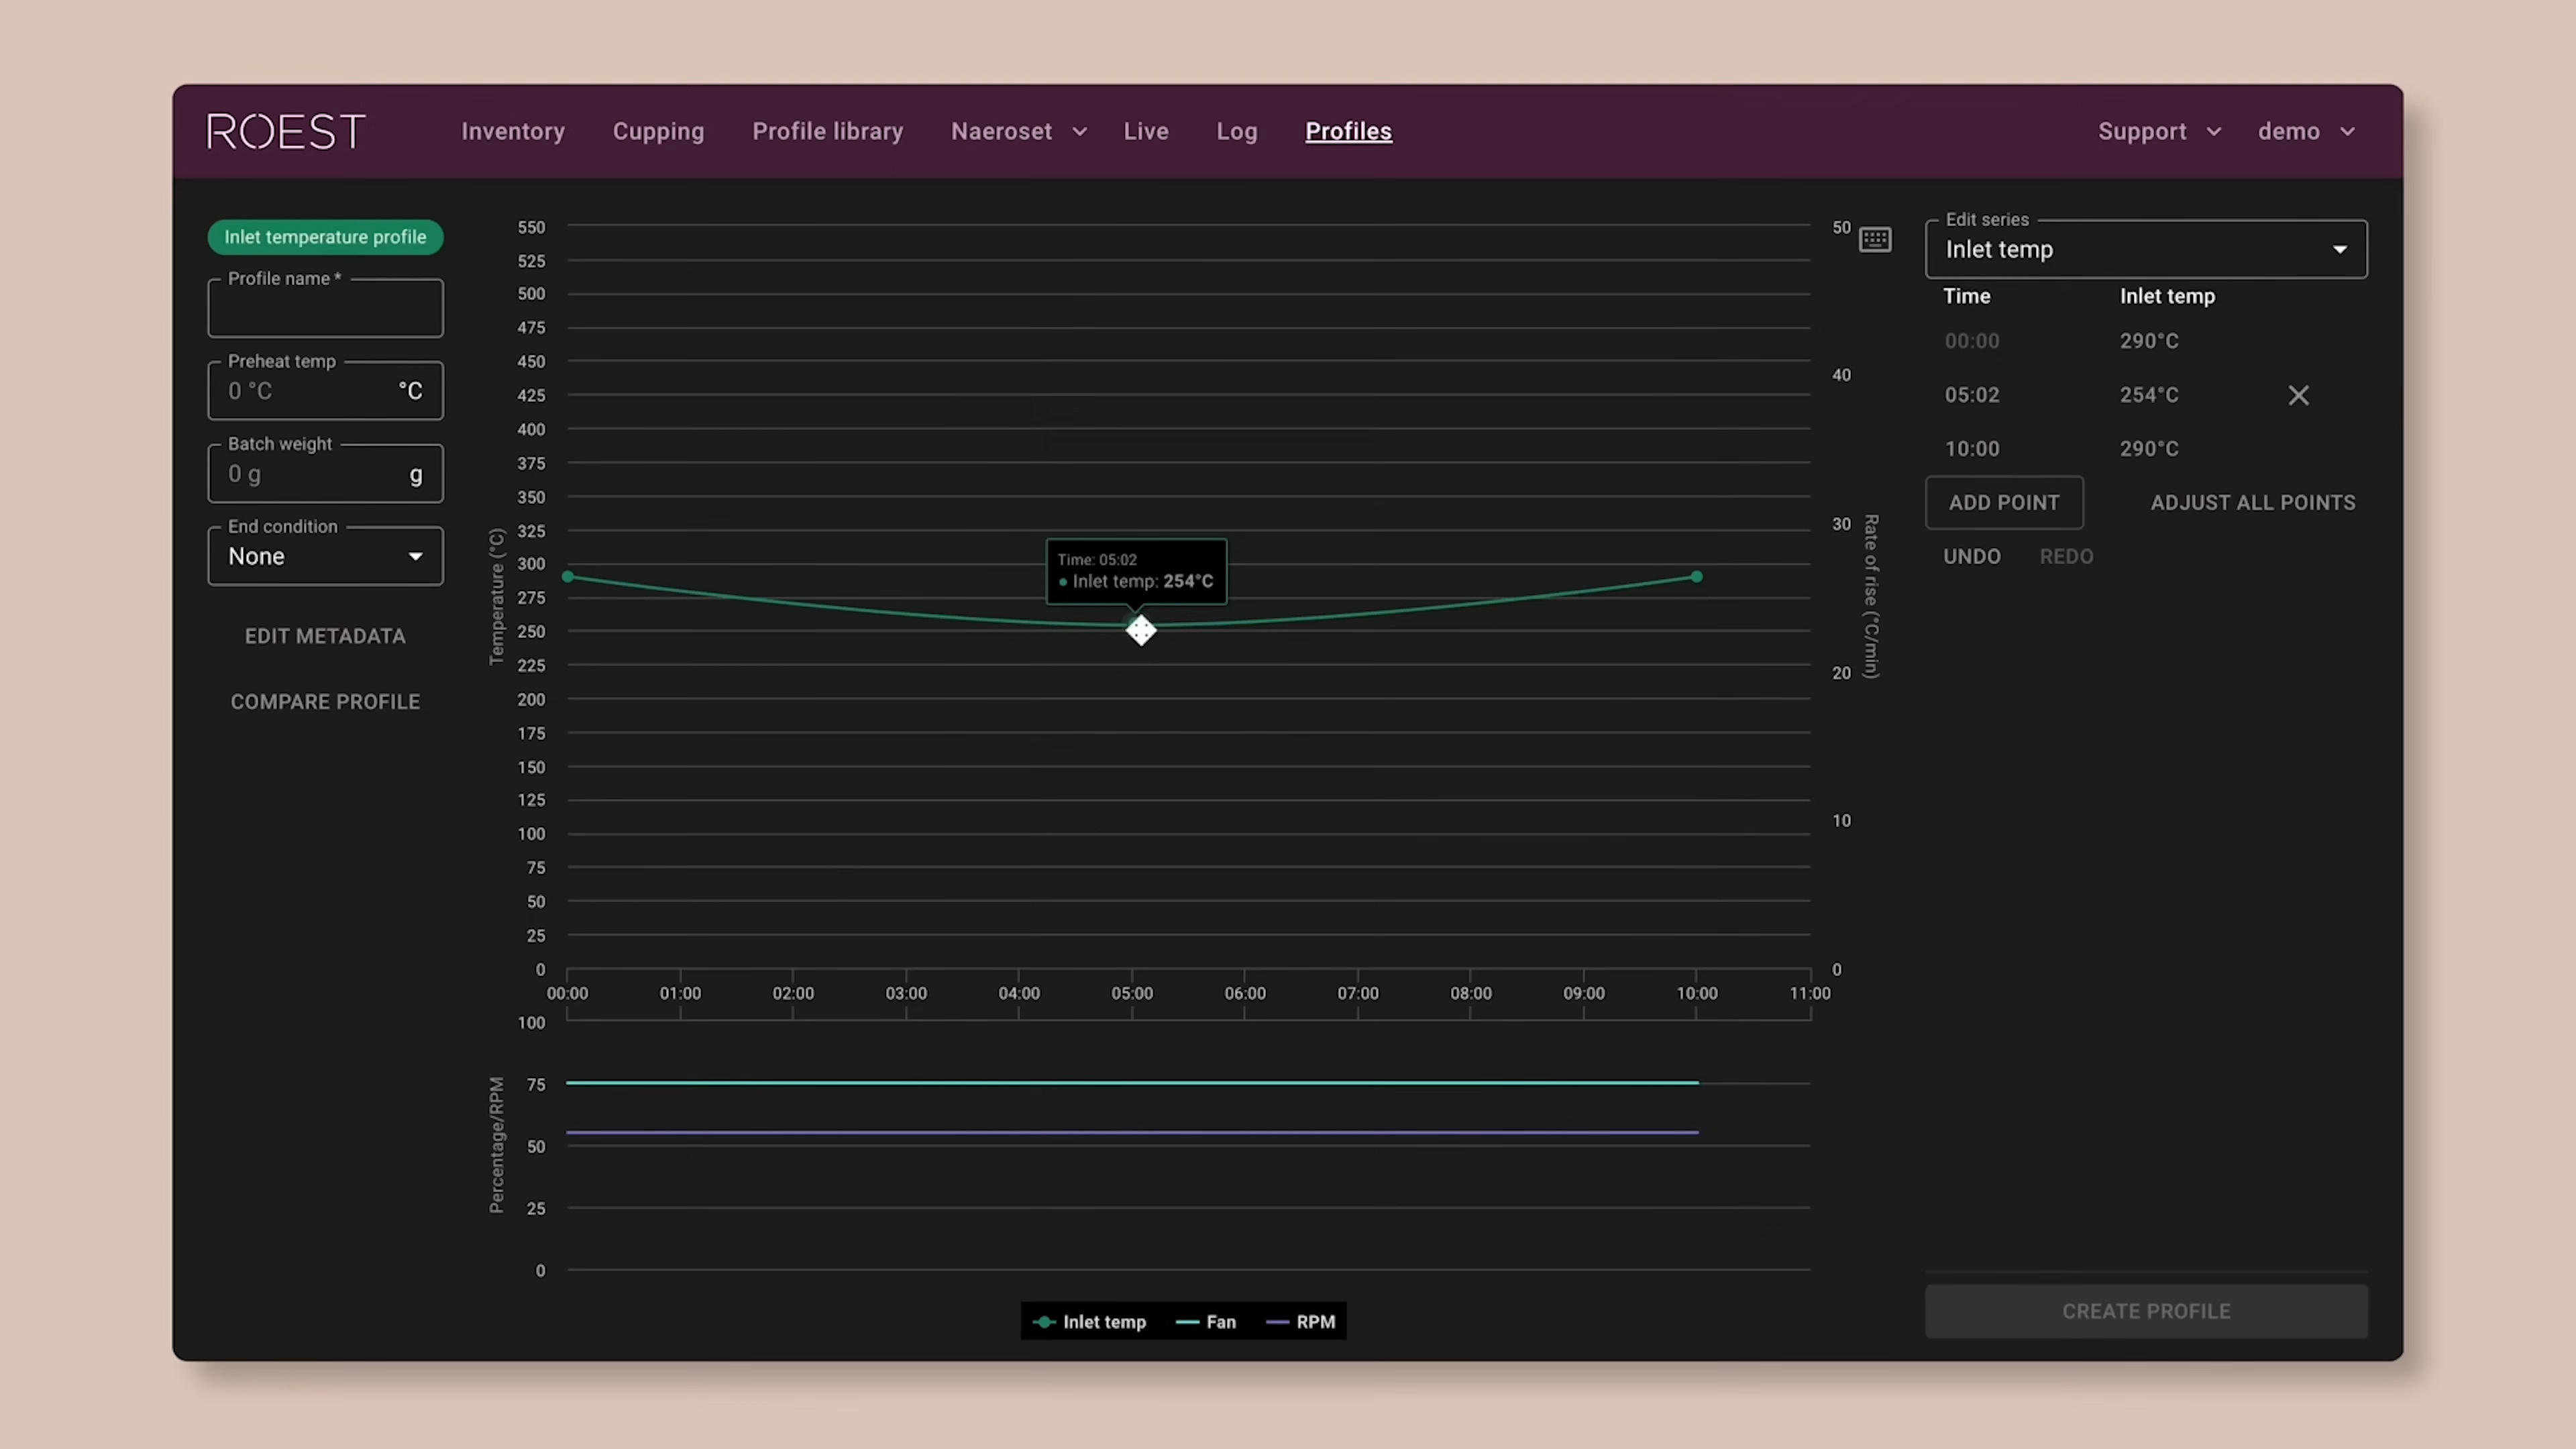 ROEST
Inventory
Cupping
Profile library
Naeroset
Live
Log
Profiles
Support
demo
Inlet temperature profile
Profile name *
Preheat temp
0 °C
°C
Batch weight
0 g
g
End condition
None
EDIT METADATA
COMPARE PROFILE
Temperature (°C)
550
525
500
475
450
425
400
375
350
325
300
275
250
225
200
175
150
125
100
75
50
25
0
Time: 05:02
Inlet temp: 254°C
50
40
30
20
10
0
Rate of rise (°C/min)
00:00
01:00
02:00
03:00
04:00
05:00
06:00
07:00
08:00
09:00
10:00
11:00
Percentage/RPM
100
75
50
25
0
Inlet temp
Fan
RPM
Edit series
Inlet temp
Time Inlet temp
00:00 290°C
05:02 254°C
10:00 290°C
ADD POINT
ADJUST ALL POINTS
UNDO
REDO
CREATE PROFILE